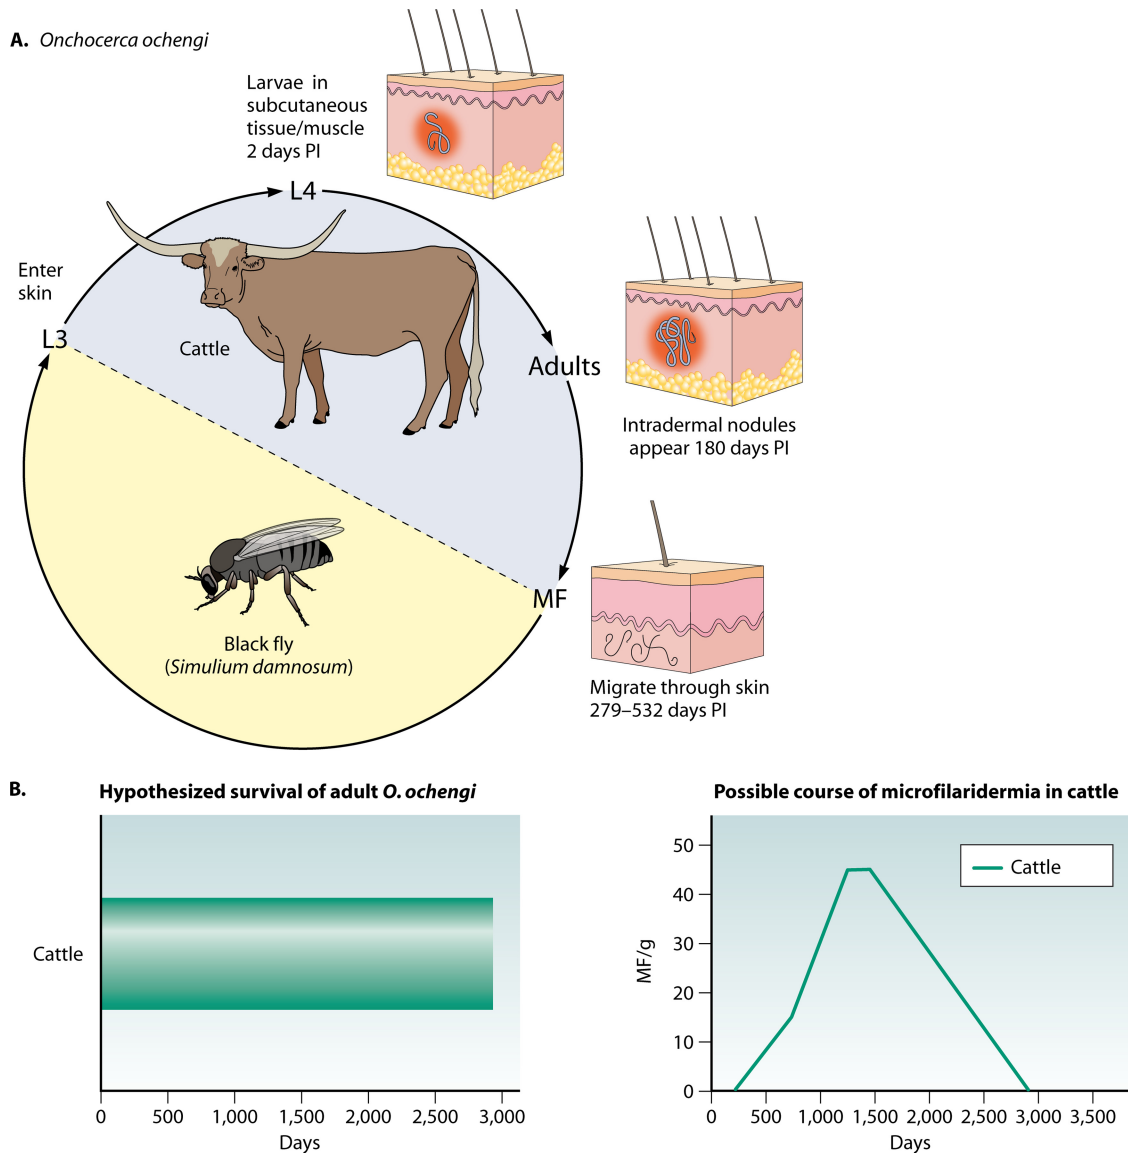 A. Onchocerca ochengi
Larvae in
subcutaneous
tissue/muscle
2 days PI
L4
Enter
skin
L3
Cattle
Adults
Intradermal nodules
appear 180 days PI
MF
Black fly
(Simulium damnosum)
Migrate through skin
279–532 days PI
B.
Hypothesized survival of adult O. ochengi
Cattle
0 500 1,000 1,500 2,000 2,500 3,000
Days
Possible course of microfilaridermia in cattle
50
40
30
20
10
0
MF/g
Cattle
0 500 1,000 1,500 2,000 2,500 3,000 3,500
Days